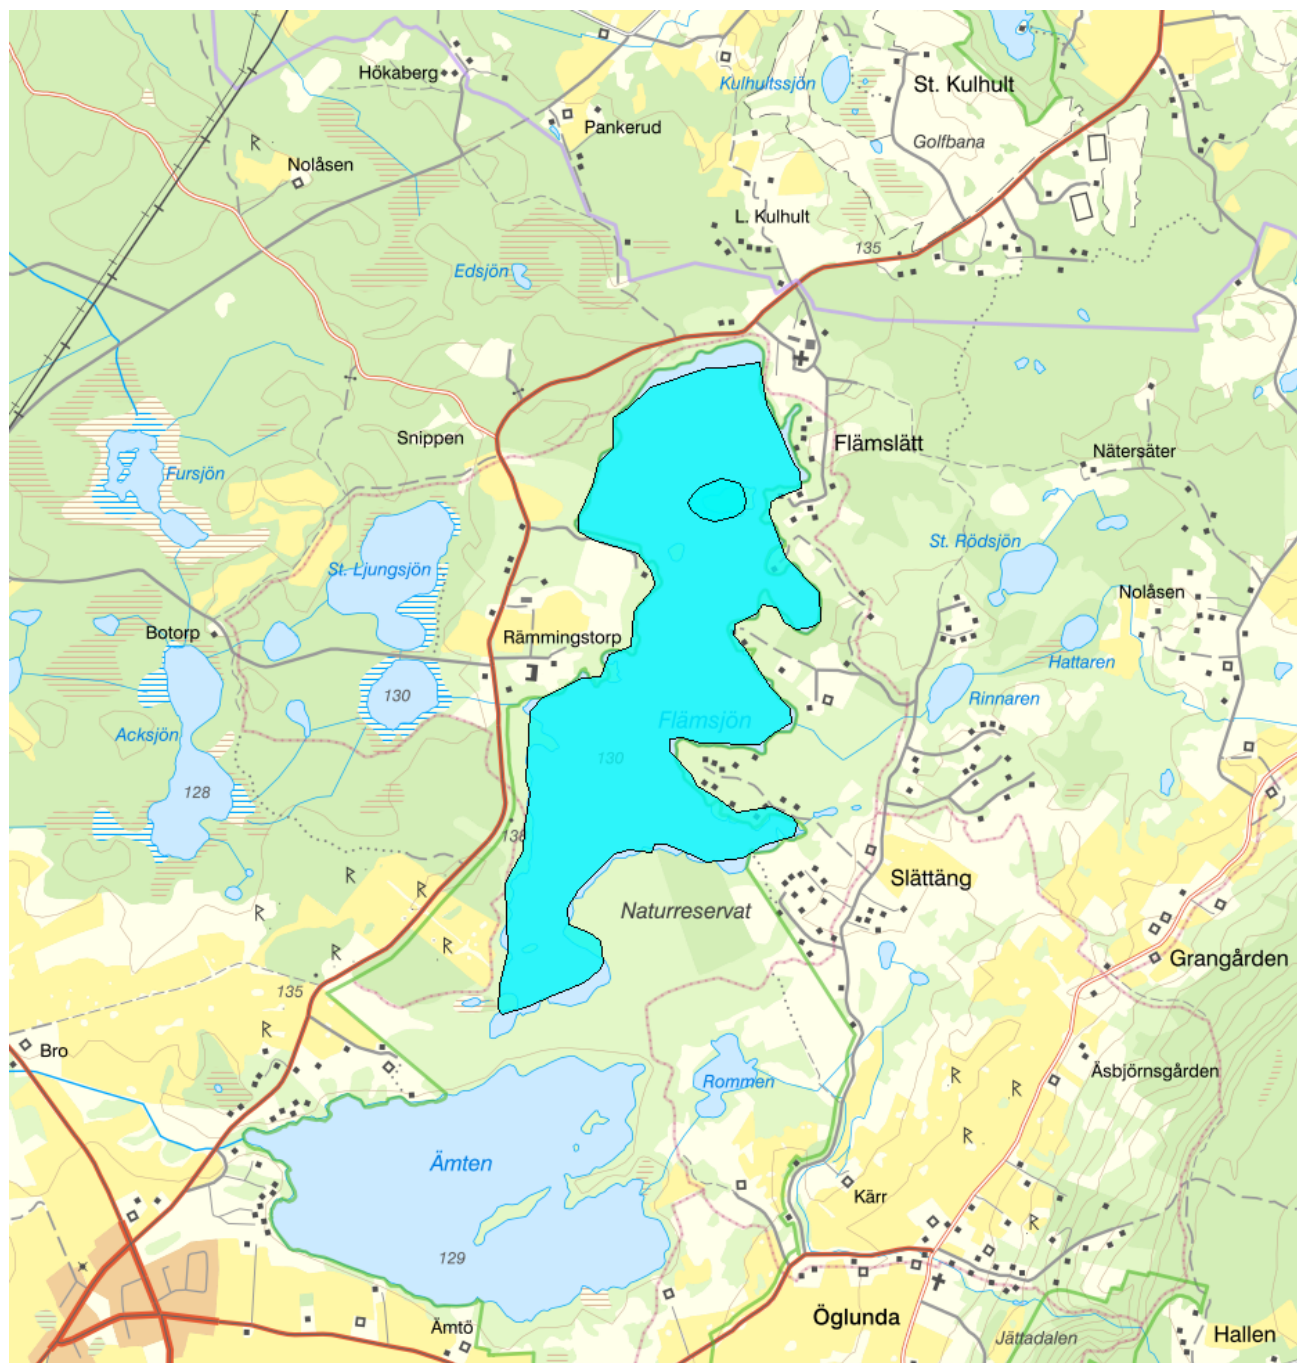 Hökaberg
Kulhultssjön
St. Kulhult
Pankerud
Golfbana
R
Nolåsen
L. Kulhult
135
Edsjön
Snippen
Flämslätt
Nätersäter
Fursjön
St. Rödsjön
St. Ljungsjön
Nolåsen
Botorp
Rämmingstorp
Hattaren
130
Rinnaren
Flämsjön
Acksjön
130
128
138
R
R
Slättäng
R
Naturreservat
R
R
Grangården
135
R
Bro
R
Äsbjörnsgården
Rommen
R
R
Ämten
Kärr
R
129
Öglunda
Ämtö
Jättadalen
Hallen